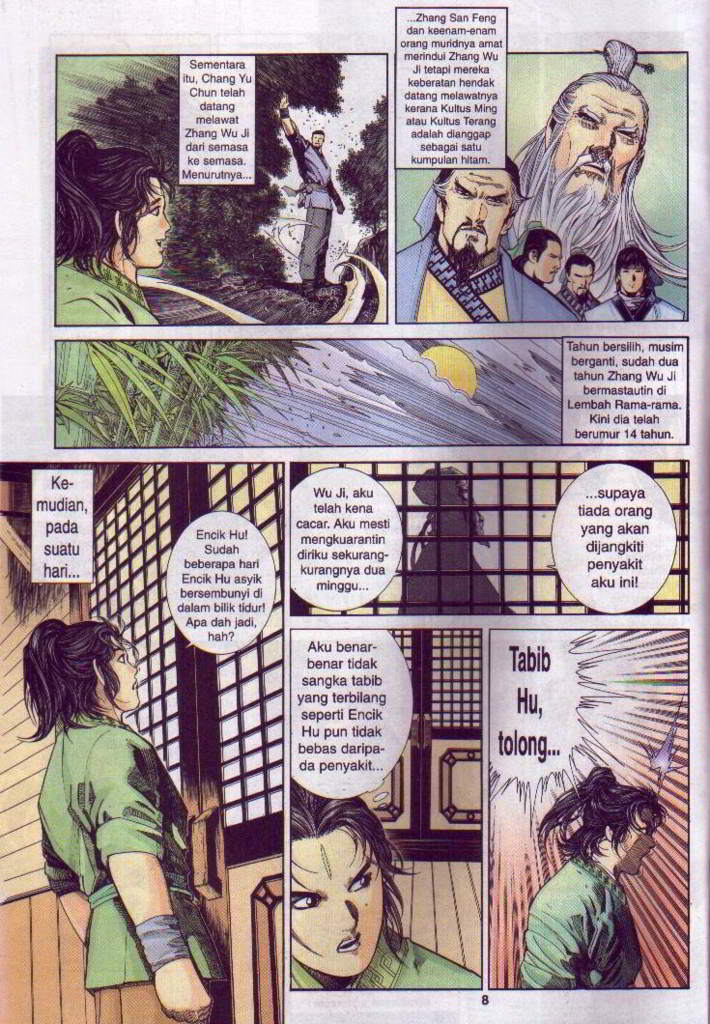 Sementara
itu, Chang Yu
Chun telah
datang
melawat
Zhang Wu Ji
dari semasa
ke semasa.
Menurutnya...
...Zhang San Feng
dan keenam-enam
orang muridnya amat
merindui Zhang Wu
Ji tetapi mereka
keberatan hendak
datang melawatnya
kerana Kultus Ming
atau Kultus Terang
adalah dianggap
sebagai satu
kumpulan hitam.
Tahun bersilih, musim
berganti, sudah dua
tahun Zhang Wu Ji
bermastautin di
Lembah Rama-rama.
Kini dia telah
berumur 14 tahun.
Ke-
mudian,
pada
suatu
hari...
Encik Hu!
Sudah
beberapa hari
Encik Hu asyik
bersembunyi di
dalam bilik tidur!
Apa dah jadi,
hah?
Wu Ji, aku
telah kena
cacar. Aku mesti
mengkuarantin
diriku sekurang-
kurangnya dua
minggu...
...supaya
tiada orang
yang akan
dijangkiti
penyakit
aku ini!
Aku benar-
benar tidak
sangka tabib
yang terbilang
seperti Encik
Hu pun tidak
bebas daripa-
da penyakit...
Tabib
Hu,
tolong...
8